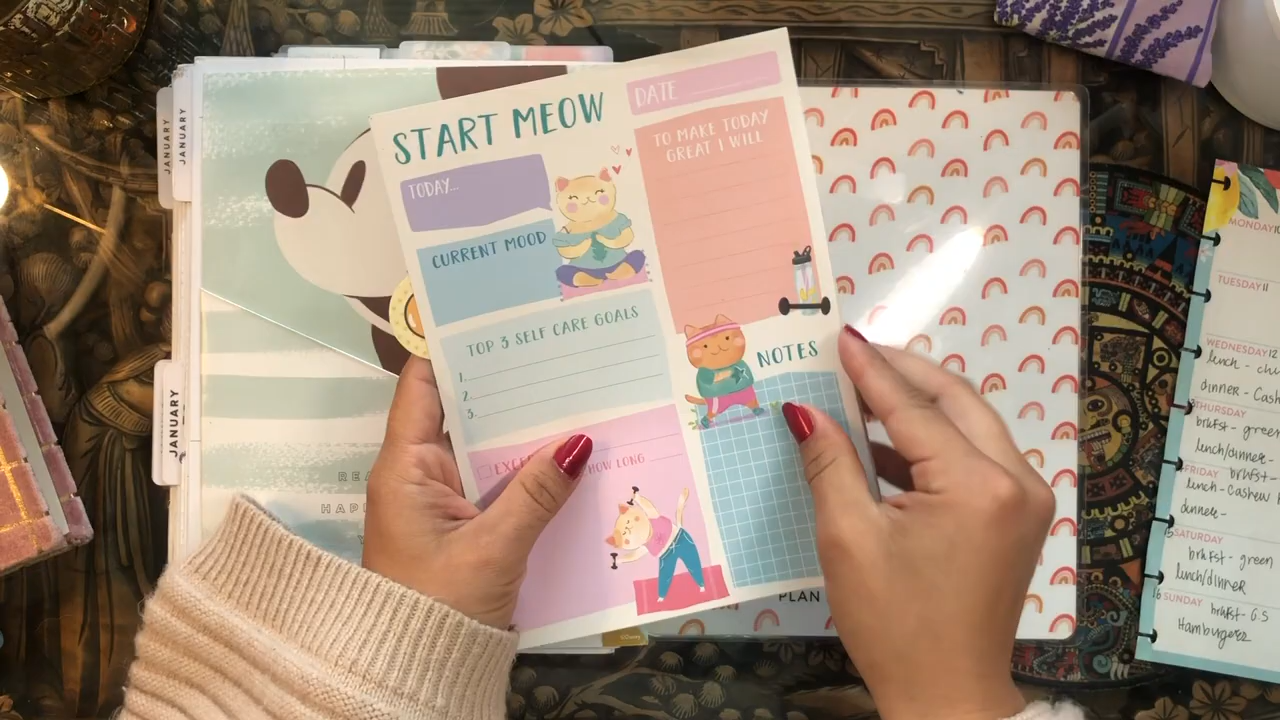 JANUARY
JANUARY
JANUARY
START MEOW
DATE
TODAY...
CURRENT MOOD
TO MAKE TODAY
GREAT I WILL
TOP 3 SELF CARE GOALS
1.
2.
3.
HOW LONG
NOTES
PLAN
MONDAY
TUESDAY 11
WEDNESDAY 12
lunch -
dinner -
THURSDAY
brkfst - green
lunch/dinner -
brkfst -
FRIDAY
lunch - Cashew
dinner -
15
SATURDAY
brkfst - green
lunch/dinner
16 SUNDAY
brkfst - G.S
Hamburgers